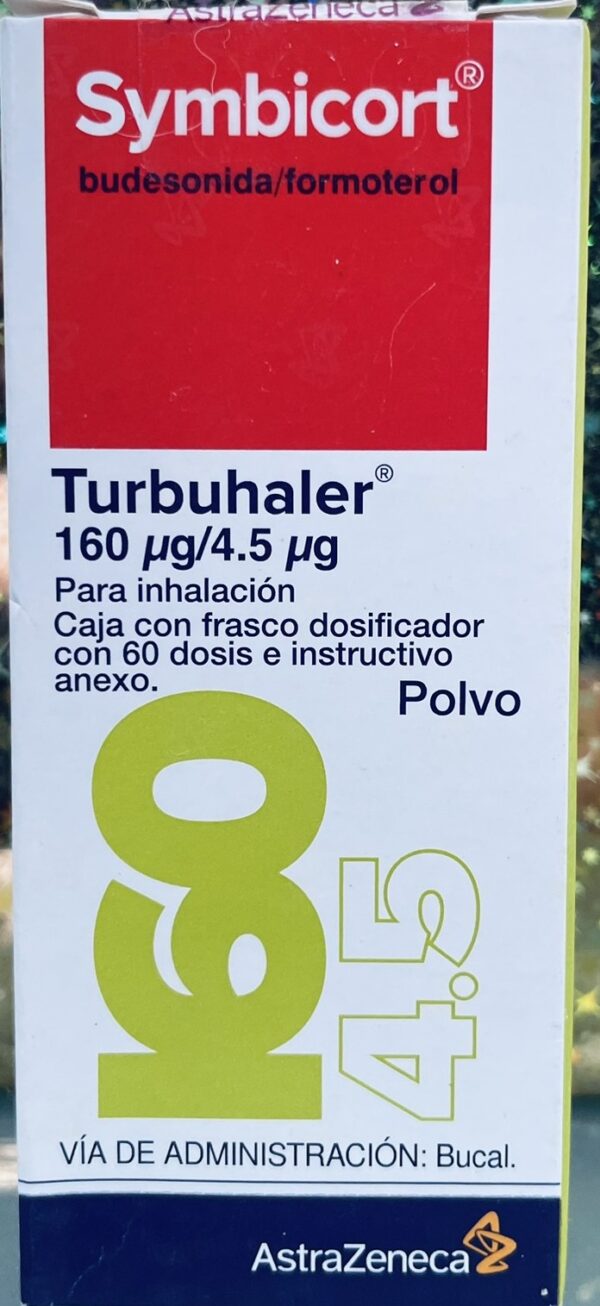 AstraZeneca
Symbicort®
budesonida/formoterol
Turbuhaler®
160 µg/4.5 µg
Para inhalación
Caja con frasco dosificador
con 60 dosis e instructivo
anexo.
Polvo
160
4.5
VÍA DE ADMINISTRACIÓN: Bucal.
AstraZeneca